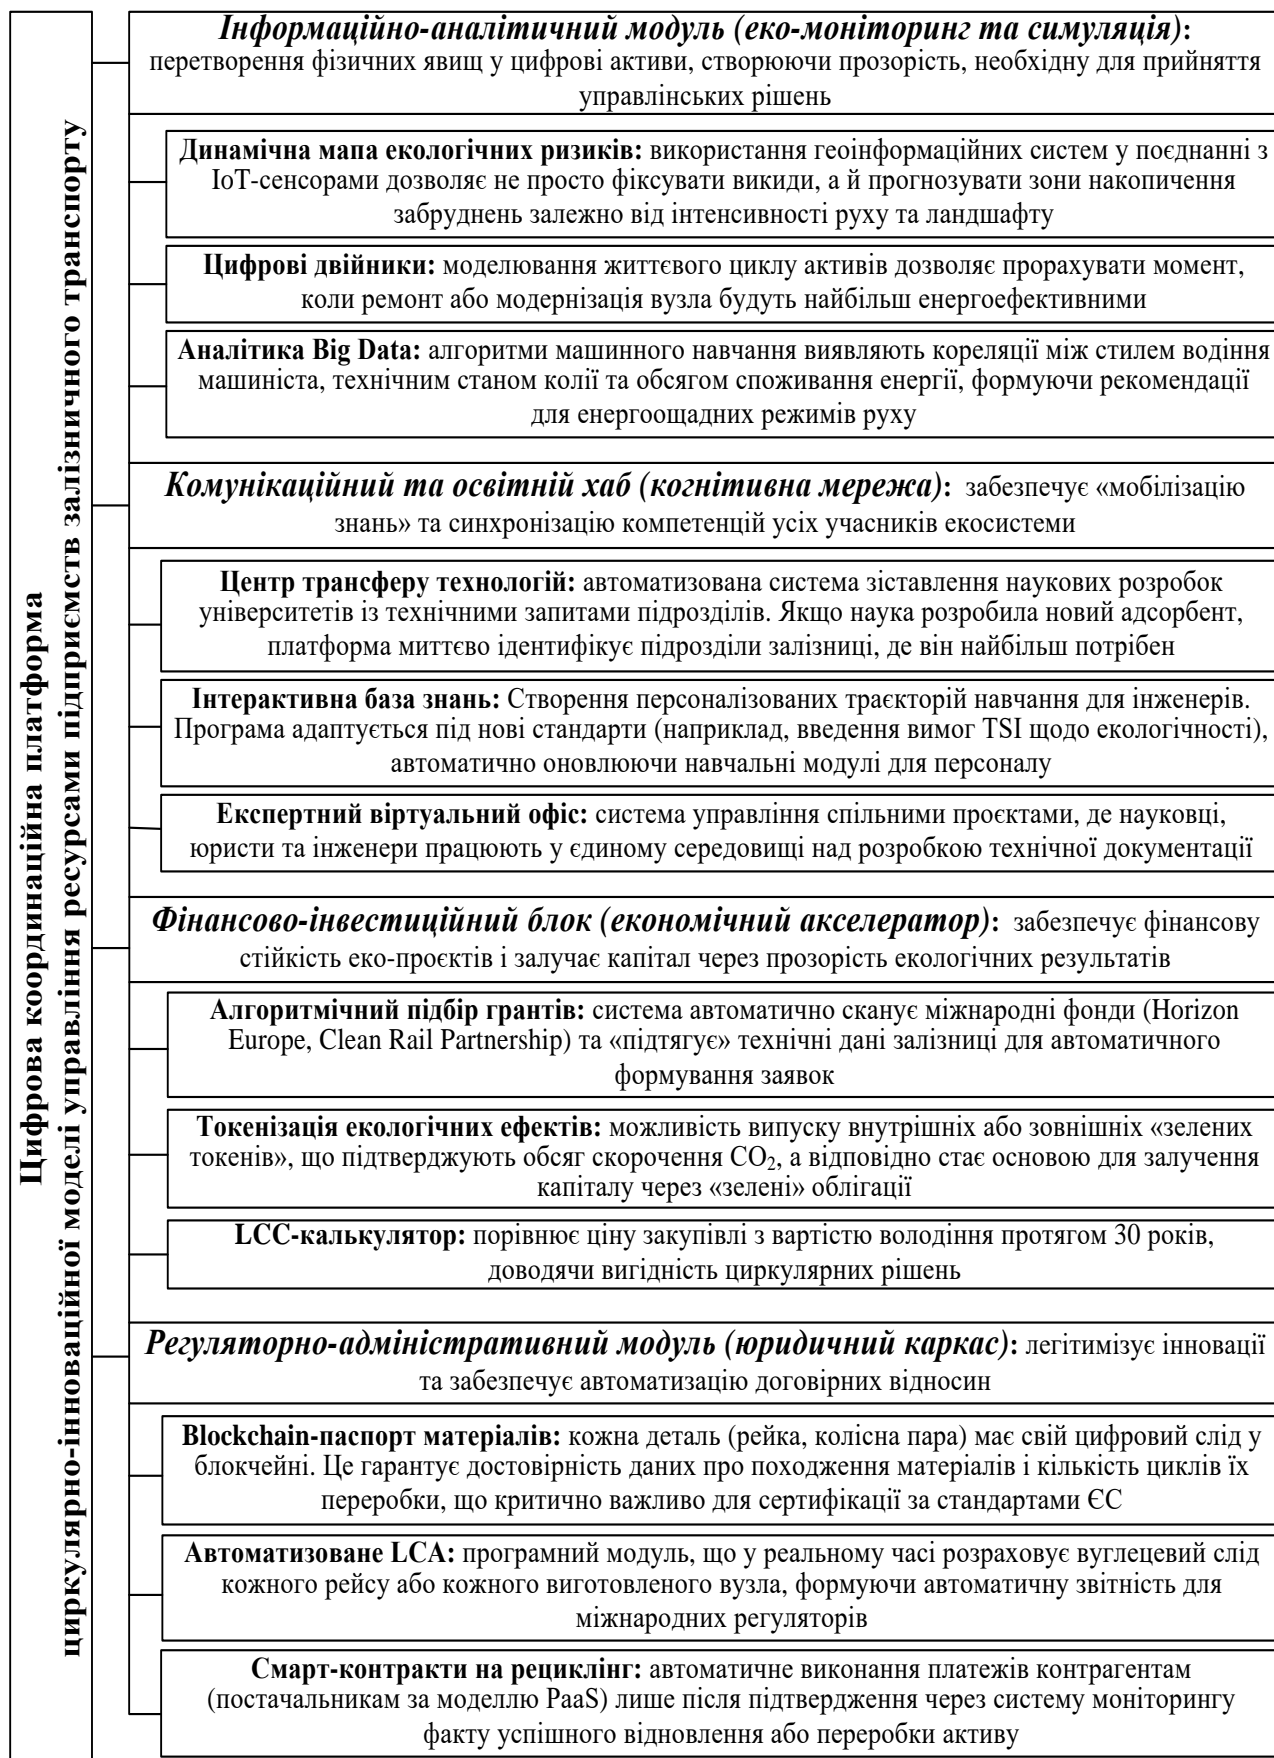 Цифрова координаційна платформа
циркулярно-інноваційної моделі управління ресурсами підприємств залізничного транспорту
Інформаційно-аналітичний модуль (еко-моніторинг та симуляція):
перетворення фізичних явищ у цифрові активи, створюючи прозорість, необхідну для прийняття
управлінських рішень
Динамічна мапа екологічних ризиків: використання геоінформаційних систем у поєднанні з
IoT-сенсорами дозволяє не просто фіксувати викиди, а й прогнозувати зони накопичення
забруднень залежно від інтенсивності руху та ландшафту
Цифрові двійники: моделювання життєвого циклу активів дозволяє прорахувати момент,
коли ремонт або модернізація вузла будуть найбільш енергоефективними
Аналітика Big Data: алгоритми машинного навчання виявляють кореляції між стилем водіння
машиніста, технічним станом колії та обсягом споживання енергії, формуючи рекомендації
для енергоощадних режимів руху
Комунікаційний та освітній хаб (когнітивна мережа): забезпечує «мобілізацію
знань» та синхронізацію компетенцій усіх учасників екосистеми
Центр трансферу технологій: автоматизована система зіставлення наукових розробок
університетів із технічними запитами підрозділів. Якщо наука розробила новий адсорбент,
платформа миттєво ідентифікує підрозділи залізниці, де він найбільш потрібен
Інтерактивна база знань: Створення персоналізованих траєкторій навчання для інженерів.
Програма адаптується під нові стандарти (наприклад, введення вимог TSI щодо екологічності),
автоматично оновлюючи навчальні модулі для персоналу
Експертний віртуальний офіс: система управління спільними проєктами, де науковці,
юристи та інженери працюють у єдиному середовищі над розробкою технічної документації
Фінансово-інвестиційний блок (економічний акселератор): забезпечує фінансову
стійкість еко-проєктів і залучає капітал через прозорість екологічних результатів
Алгоритмічний підбір грантів: система автоматично сканує міжнародні фонди (Horizon
Europe, Clean Rail Partnership) та «підтягує» технічні дані залізниці для автоматичного
формування заявок
Токенізація екологічних ефектів: можливість випуску внутрішніх або зовнішніх «зелених
токенів», що підтверджують обсяг скорочення CO₂, а відповідно стає основою для залучення
капіталу через «зелені» облігації
LCC-калькулятор: порівнює ціну закупівлі з вартістю володіння протягом 30 років,
доводячи вигідність циркулярних рішень
Регуляторно-адміністративний модуль (юридичний каркас): легітимізує інновації
та забезпечує автоматизацію договірних відносин
Blockchain-паспорт матеріалів: кожна деталь (рейка, колісна пара) має свій цифровий слід у
блокчейні. Це гарантує достовірність даних про походження матеріалів і кількість циклів їх
переробки, що критично важливо для сертифікації за стандартами ЄС
Автоматизоване LCA: програмний модуль, що у реальному часі розраховує вуглецевий слід
кожного рейсу або кожного виготовленого вузла, формуючи автоматичну звітність для
міжнародних регуляторів
Смарт-контракти на рециклінг: автоматичне виконання платежів контрагентам
(постачальникам за моделлю PaaS) лише після підтвердження через систему моніторингу
факту успішного відновлення або переробки активу